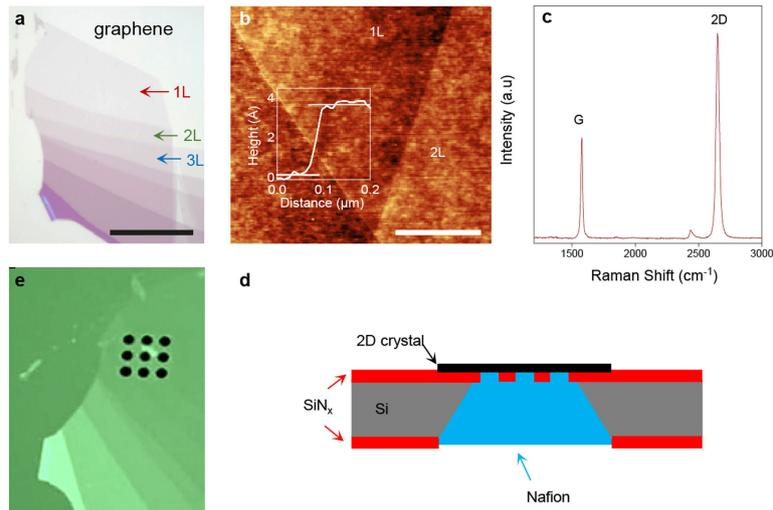 a
graphene
1L
2L
3L
b
1L
2L
Height (Å)
4
2
0
0.0 0.1 0.2
Distance (µm)
c
2D
G
Intensity (a.u)
1500 2000 2500 3000
Raman Shift (cm-1)
e
d
2D crystal
SiNx
Si
Nafion